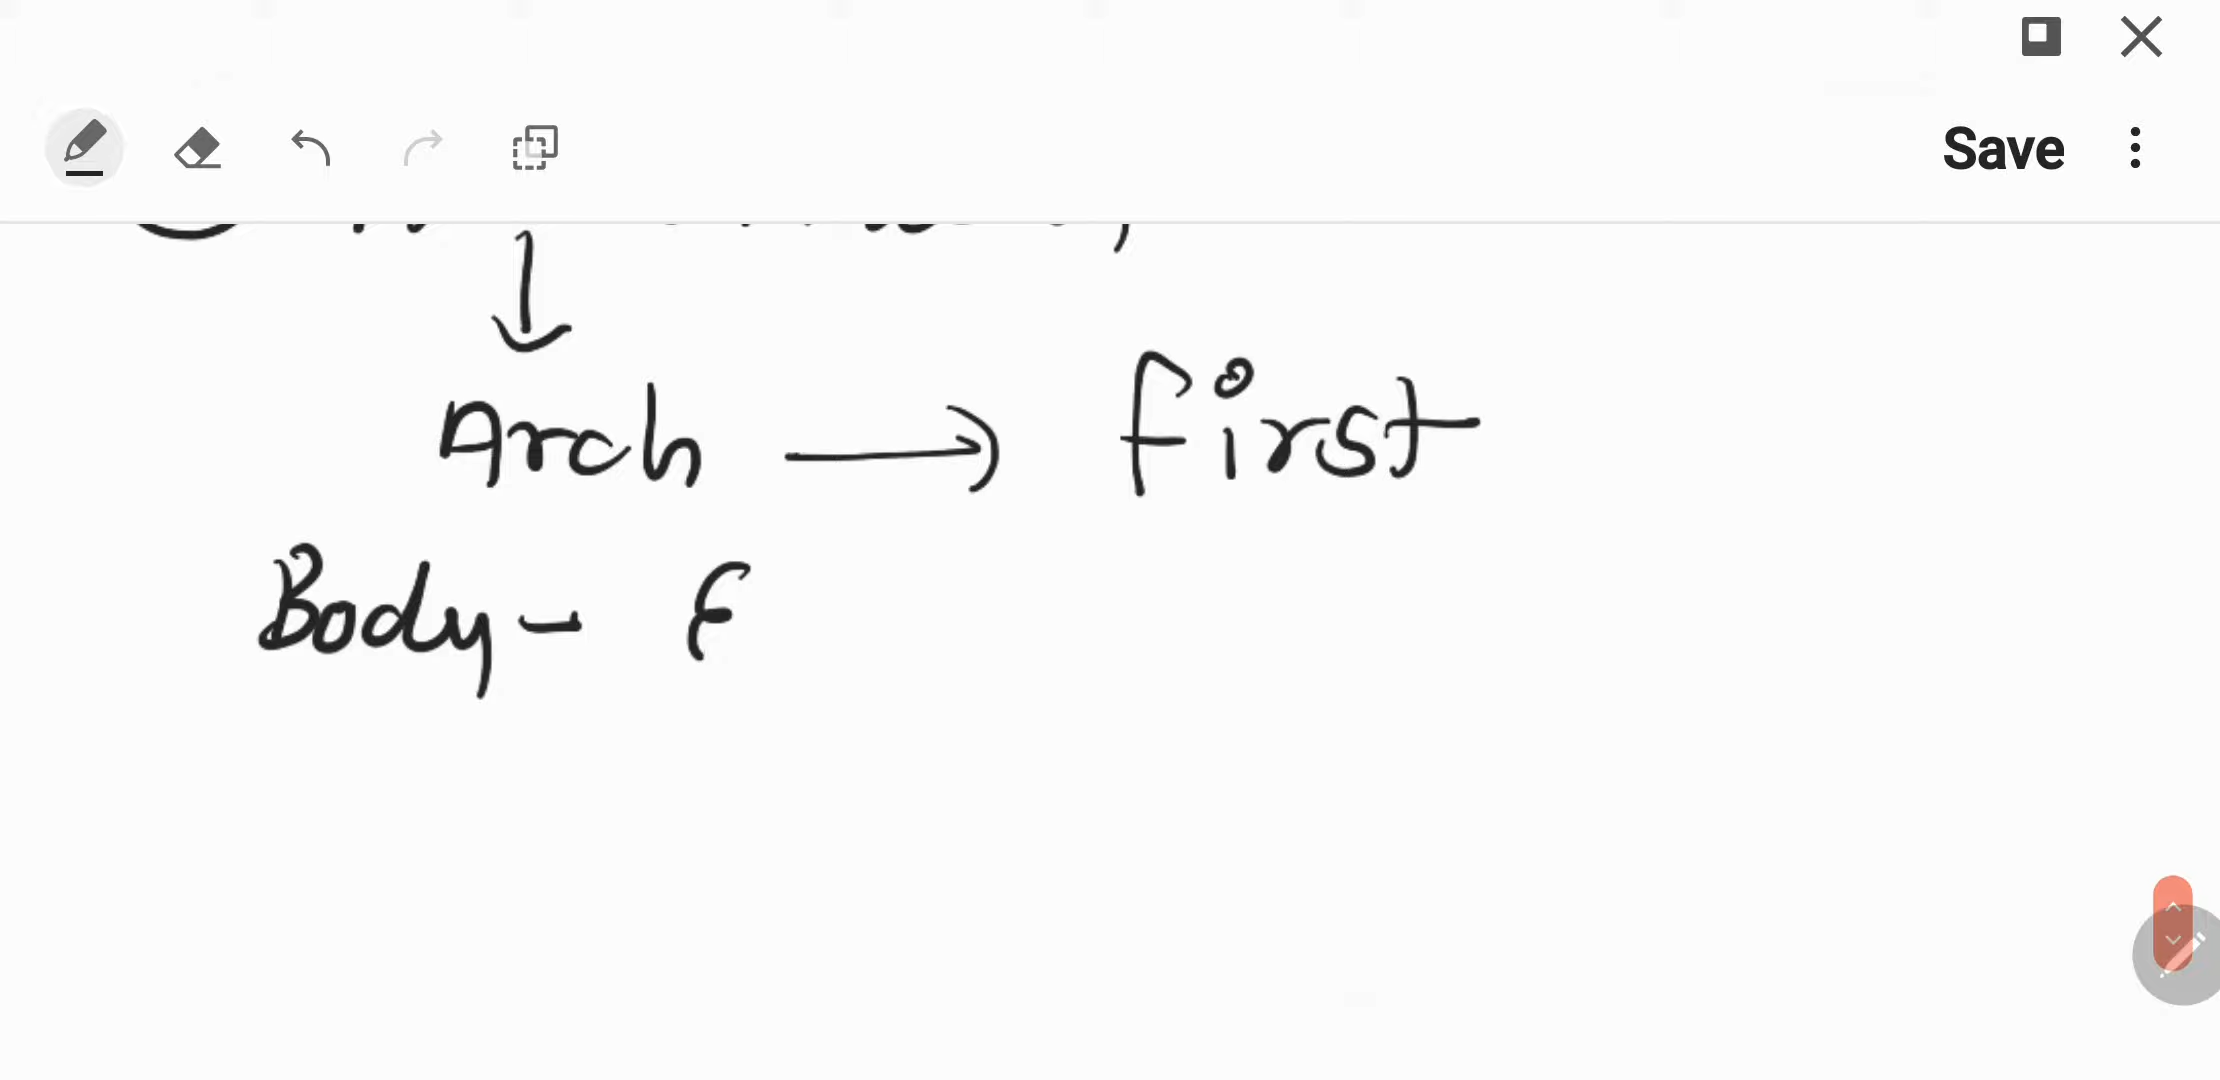 Save
↓
Arch → first
Body - F